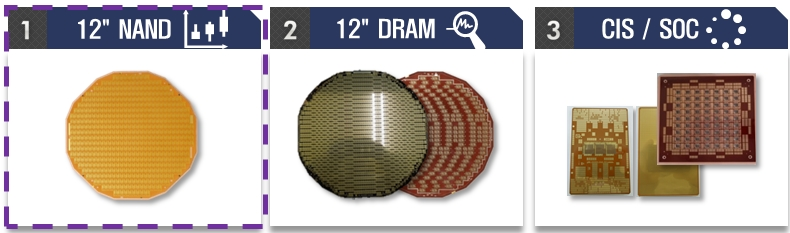 1 12" NAND
2 12" DRAM
3 CIS / SOC